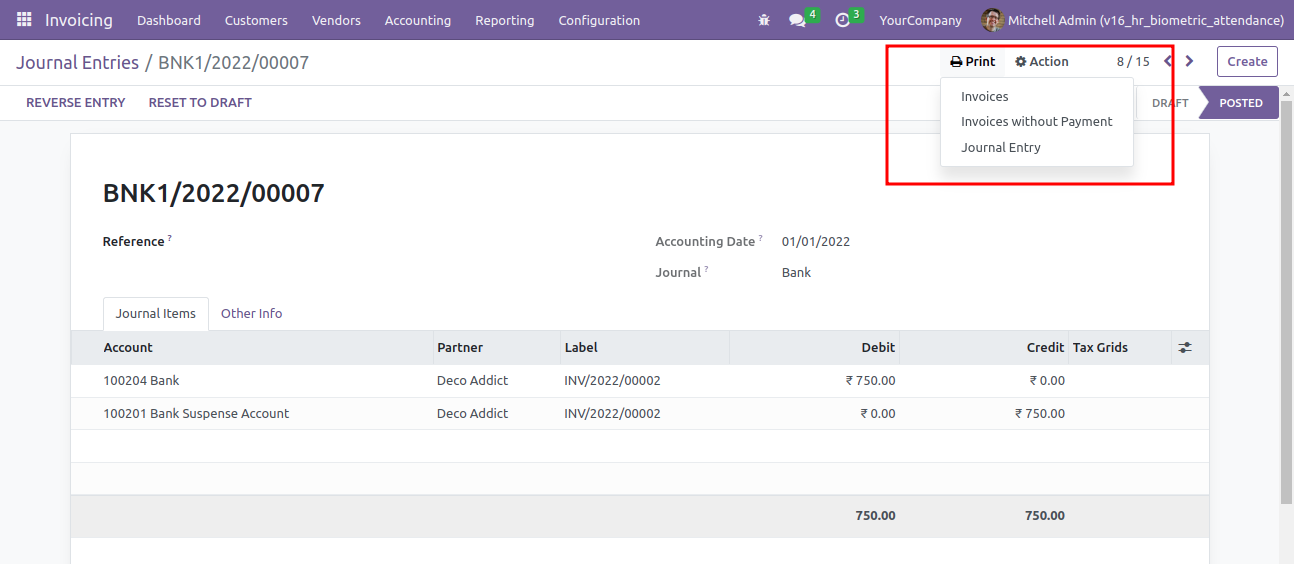 Invoicing Dashboard Customers Vendors Accounting Reporting Configuration 4 3 YourCompany Mitchell Admin (v16_hr_biometric_attendance)
Journal Entries / BNK1/2022/00007 Print Action 8 / 15 Create
REVERSE ENTRY RESET TO DRAFT DRAFT POSTED
Invoices
Invoices without Payment
Journal Entry
BNK1/2022/00007
Reference ? Accounting Date ? 01/01/2022
Journal ? Bank
Journal Items Other Info
Account Partner Label Debit Credit Tax Grids
100204 Bank Deco Addict INV/2022/00002 ₹ 750.00 ₹ 0.00
100201 Bank Suspense Account Deco Addict INV/2022/00002 ₹ 0.00 ₹ 750.00
750.00 750.00